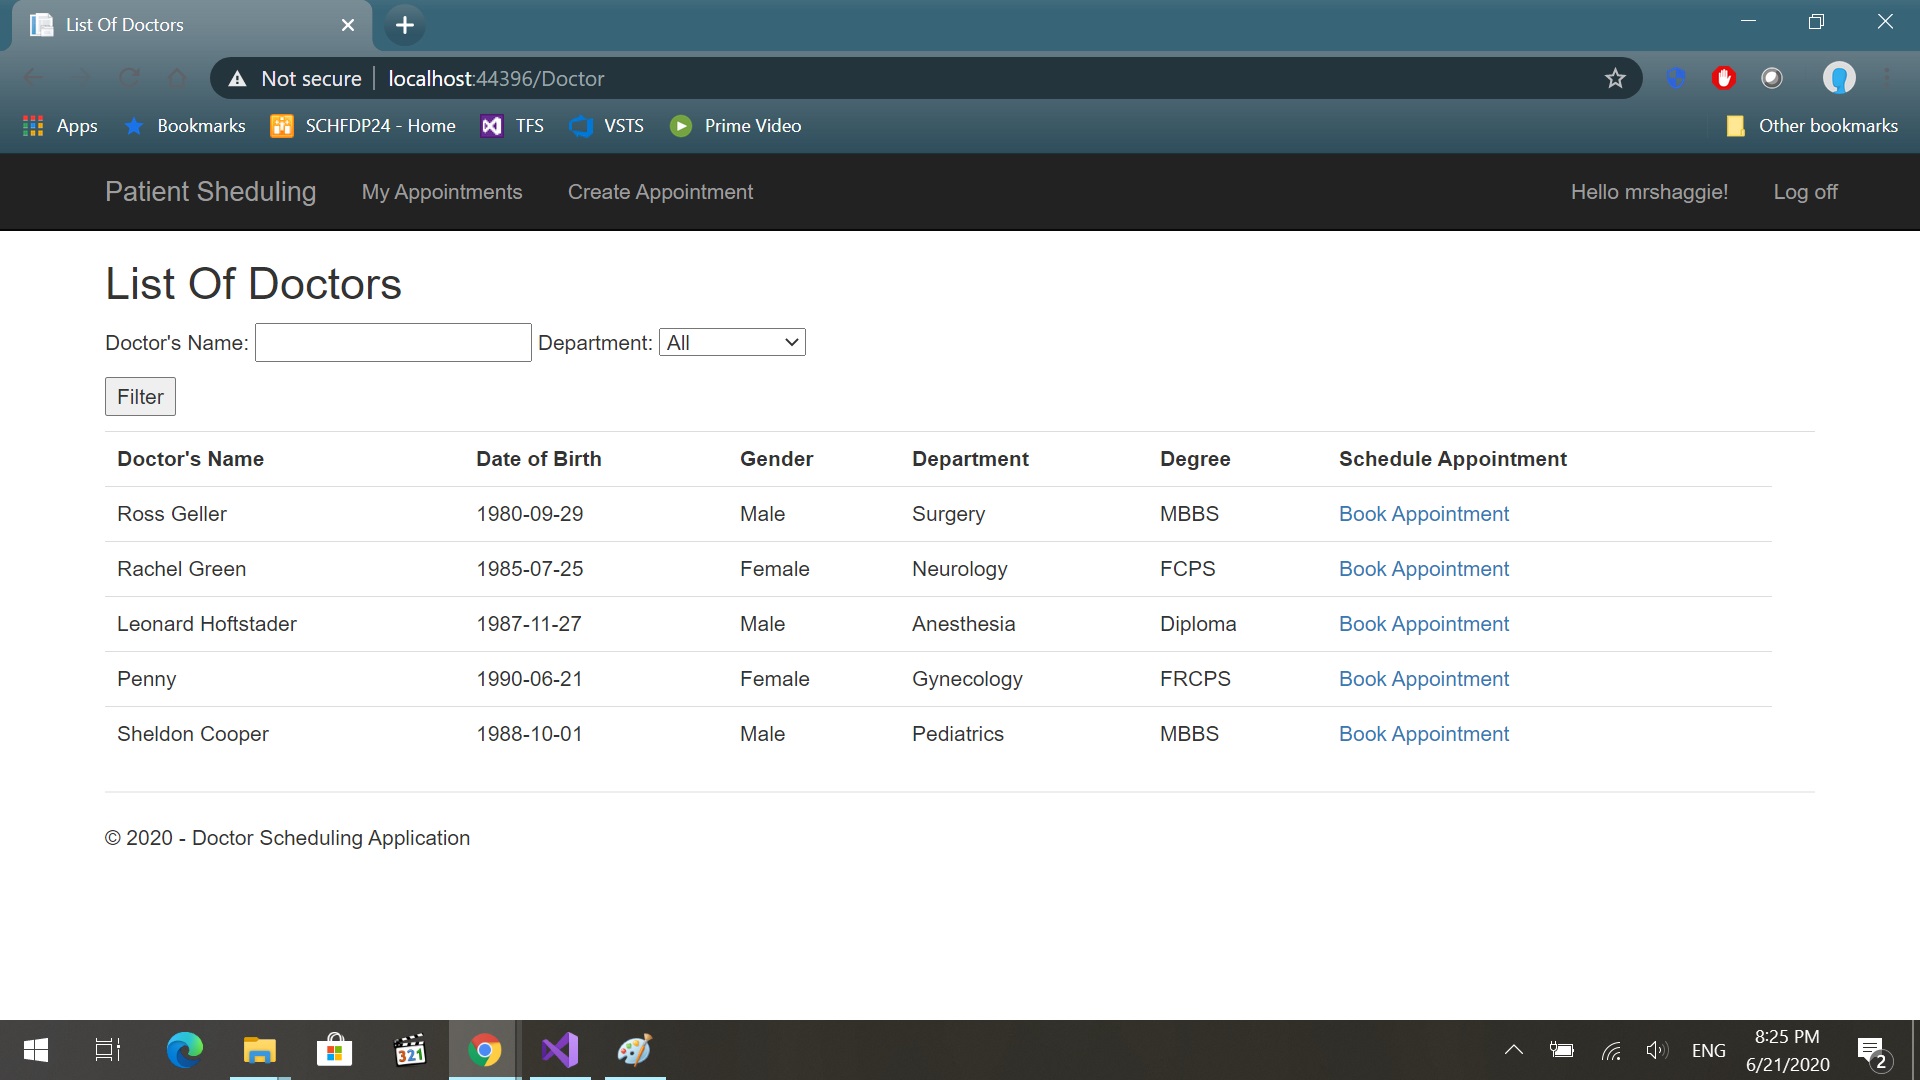 List Of Doctors
Not secure localhost:44396/Doctor
Apps Bookmarks SCHFDP24 - Home TFS VSTS Prime Video Other bookmarks
Patient Sheduling My Appointments Create Appointment Hello mrshaggie! Log off
List Of Doctors
Doctor's Name: Department: All
Filter
Doctor's Name Date of Birth Gender Department Degree Schedule Appointment
Ross Geller 1980-09-29 Male Surgery MBBS Book Appointment
Rachel Green 1985-07-25 Female Neurology FCPS Book Appointment
Leonard Hoftstader 1987-11-27 Male Anesthesia Diploma Book Appointment
Penny 1990-06-21 Female Gynecology FRCPS Book Appointment
Sheldon Cooper 1988-10-01 Male Pediatrics MBBS Book Appointment
© 2020 - Doctor Scheduling Application
321
ENG
8:25 PM
6/21/2020
2